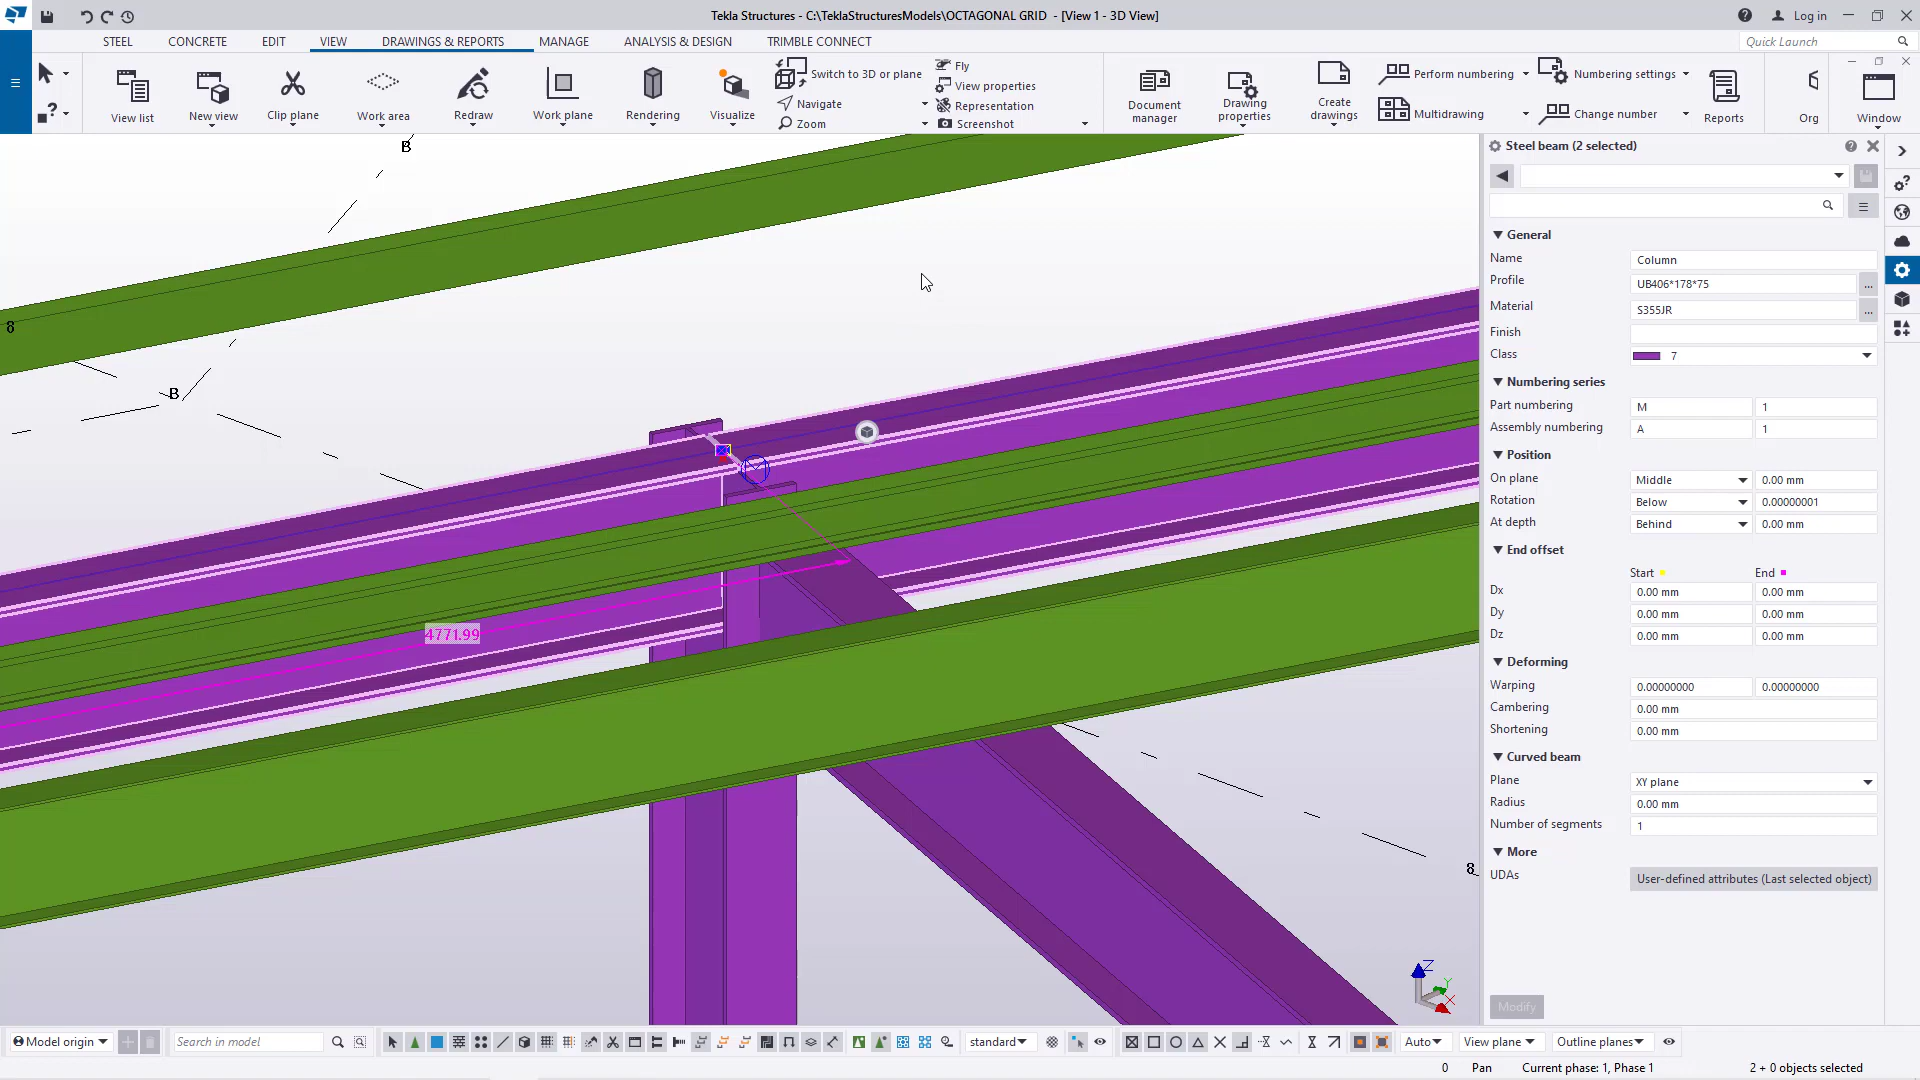 Tekla Structures - C:\TeklaStructuresModels\OCTAGONAL GRID - [View 1 - 3D View]
Log in
STEEL CONCRETE EDIT VIEW DRAWINGS & REPORTS MANAGE ANALYSIS & DESIGN TRIMBLE CONNECT
Quick Launch
View list
New view
Clip plane
Work area
Redraw
Work plane
Rendering
Visualize
Switch to 3D or plane
Navigate
Zoom
Fly
View properties
Representation
Screenshot
Document manager
Drawing properties
Create drawings
Perform numbering
Multidrawing
Numbering settings
Change number
Reports
Org
Window
B
8
B
4771.99
8
Z
Y
X
Steel beam (2 selected)
General
Name Column
Profile UB406*178*75 ...
Material S355JR ...
Finish
Class 7
Numbering series
Part numbering M 1
Assembly numbering A 1
Position
On plane Middle 0.00 mm
Rotation Below 0.00000001
At depth Behind 0.00 mm
End offset
Start End
Dx 0.00 mm 0.00 mm
Dy 0.00 mm 0.00 mm
Dz 0.00 mm 0.00 mm
Deforming
Warping 0.00000000 0.00000000
Cambering 0.00 mm
Shortening 0.00 mm
Curved beam
Plane XY plane
Radius 0.00 mm
Number of segments 1
More
UDAs User-defined attributes (Last selected object)
Modify
Model origin
Search in model
standard
Auto
View plane
Outline planes
0 Pan Current phase: 1, Phase 1 2 + 0 objects selected